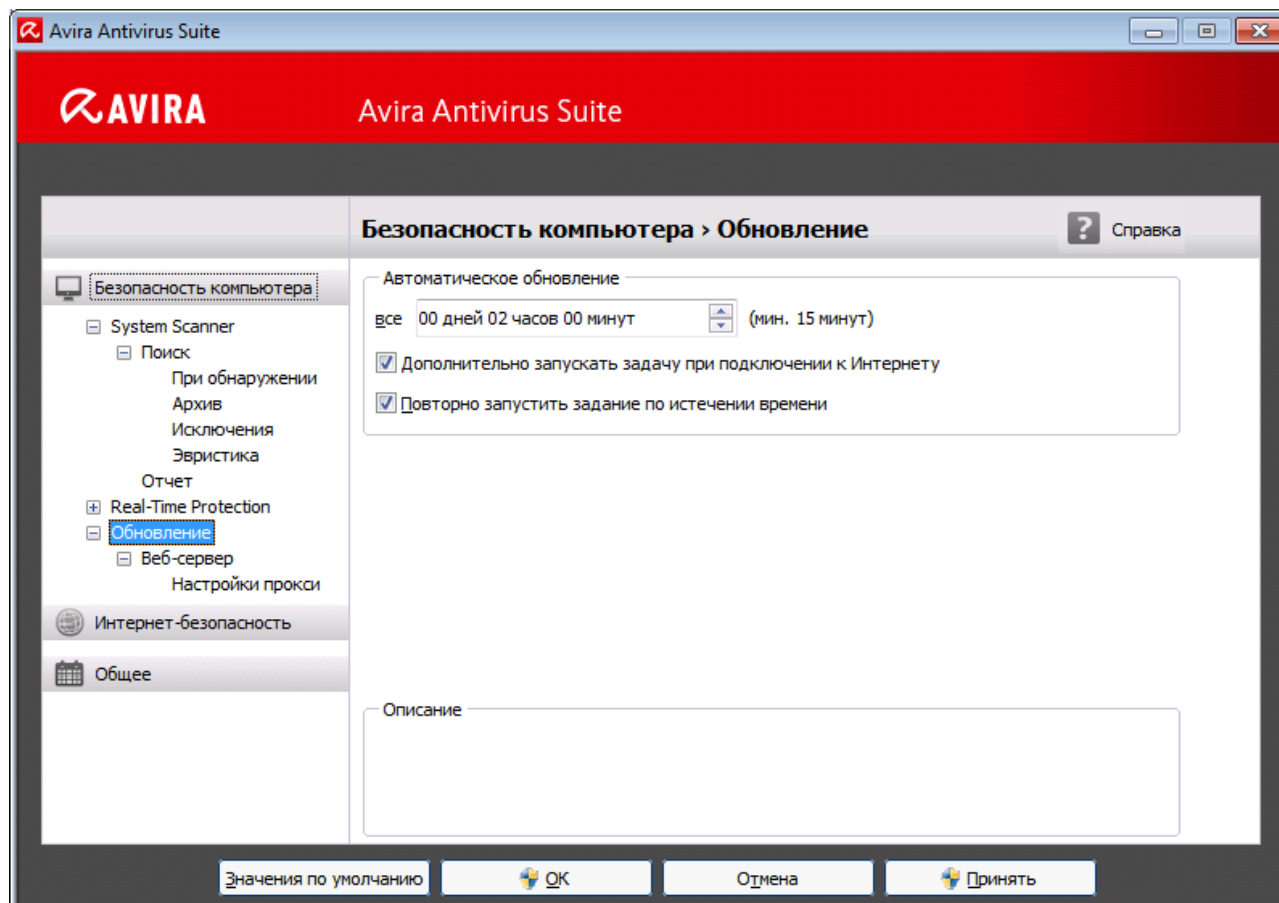 Avira Antivirus Suite
AVIRA
Avira Antivirus Suite
Безопасность компьютера › Обновление
? Справка
Безопасность компьютера
System Scanner
Поиск
При обнаружении
Архив
Исключения
Эвристика
Отчет
Real-Time Protection
Обновление
Веб-сервер
Настройки прокси
Интернет-безопасность
Общее
Автоматическое обновление
все 00 дней 02 часов 00 минут (мин. 15 минут)
Дополнительно запускать задачу при подключении к Интернету
Повторно запустить задание по истечении времени
Описание
Значения по умолчанию
OK
Отмена
Принять